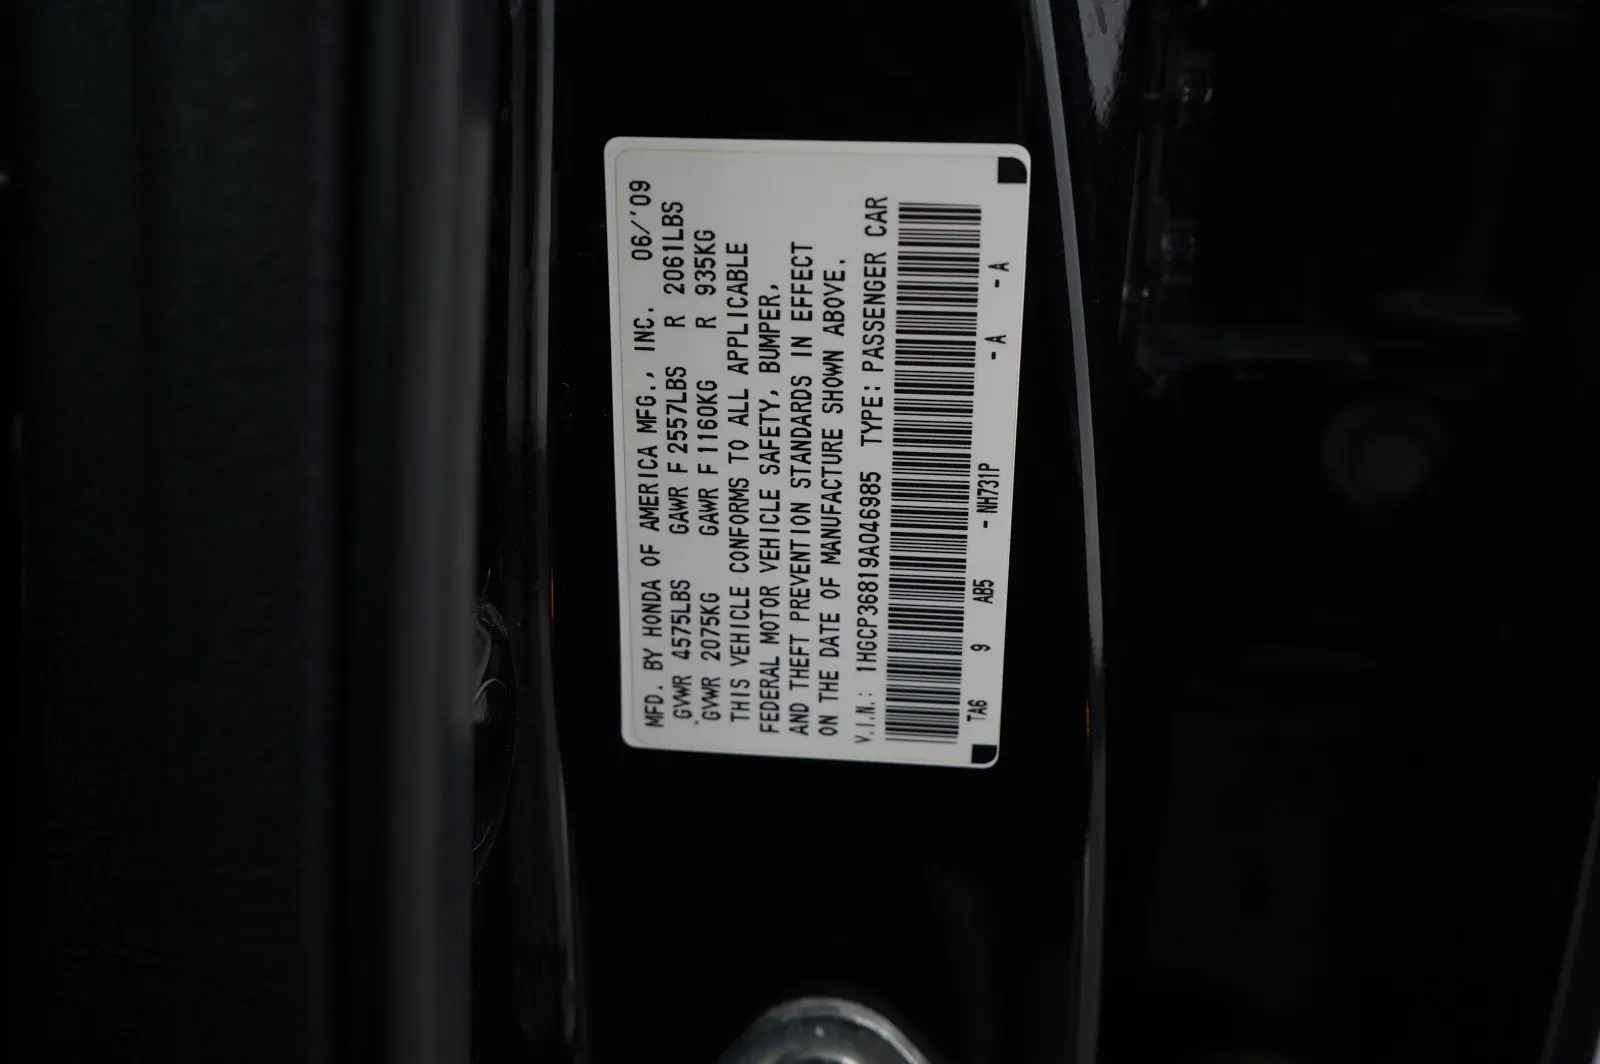 MFD. BY HONDA OF AMERICA MFG., INC. 06/'09
GVWR 4575LBS GAWR F 2557LBS R 2061LBS
GVWR 2075KG GAWR F 1160KG R 935KG
THIS VEHICLE CONFORMS TO ALL APPLICABLE
FEDERAL MOTOR VEHICLE SAFETY, BUMPER,
AND THEFT PREVENTION STANDARDS IN EFFECT
ON THE DATE OF MANUFACTURE SHOWN ABOVE.
V.I.N.: 1HGCP36819A046985 TYPE: PASSENGER CAR
TA6 9 AB5 - NH731P - A - A